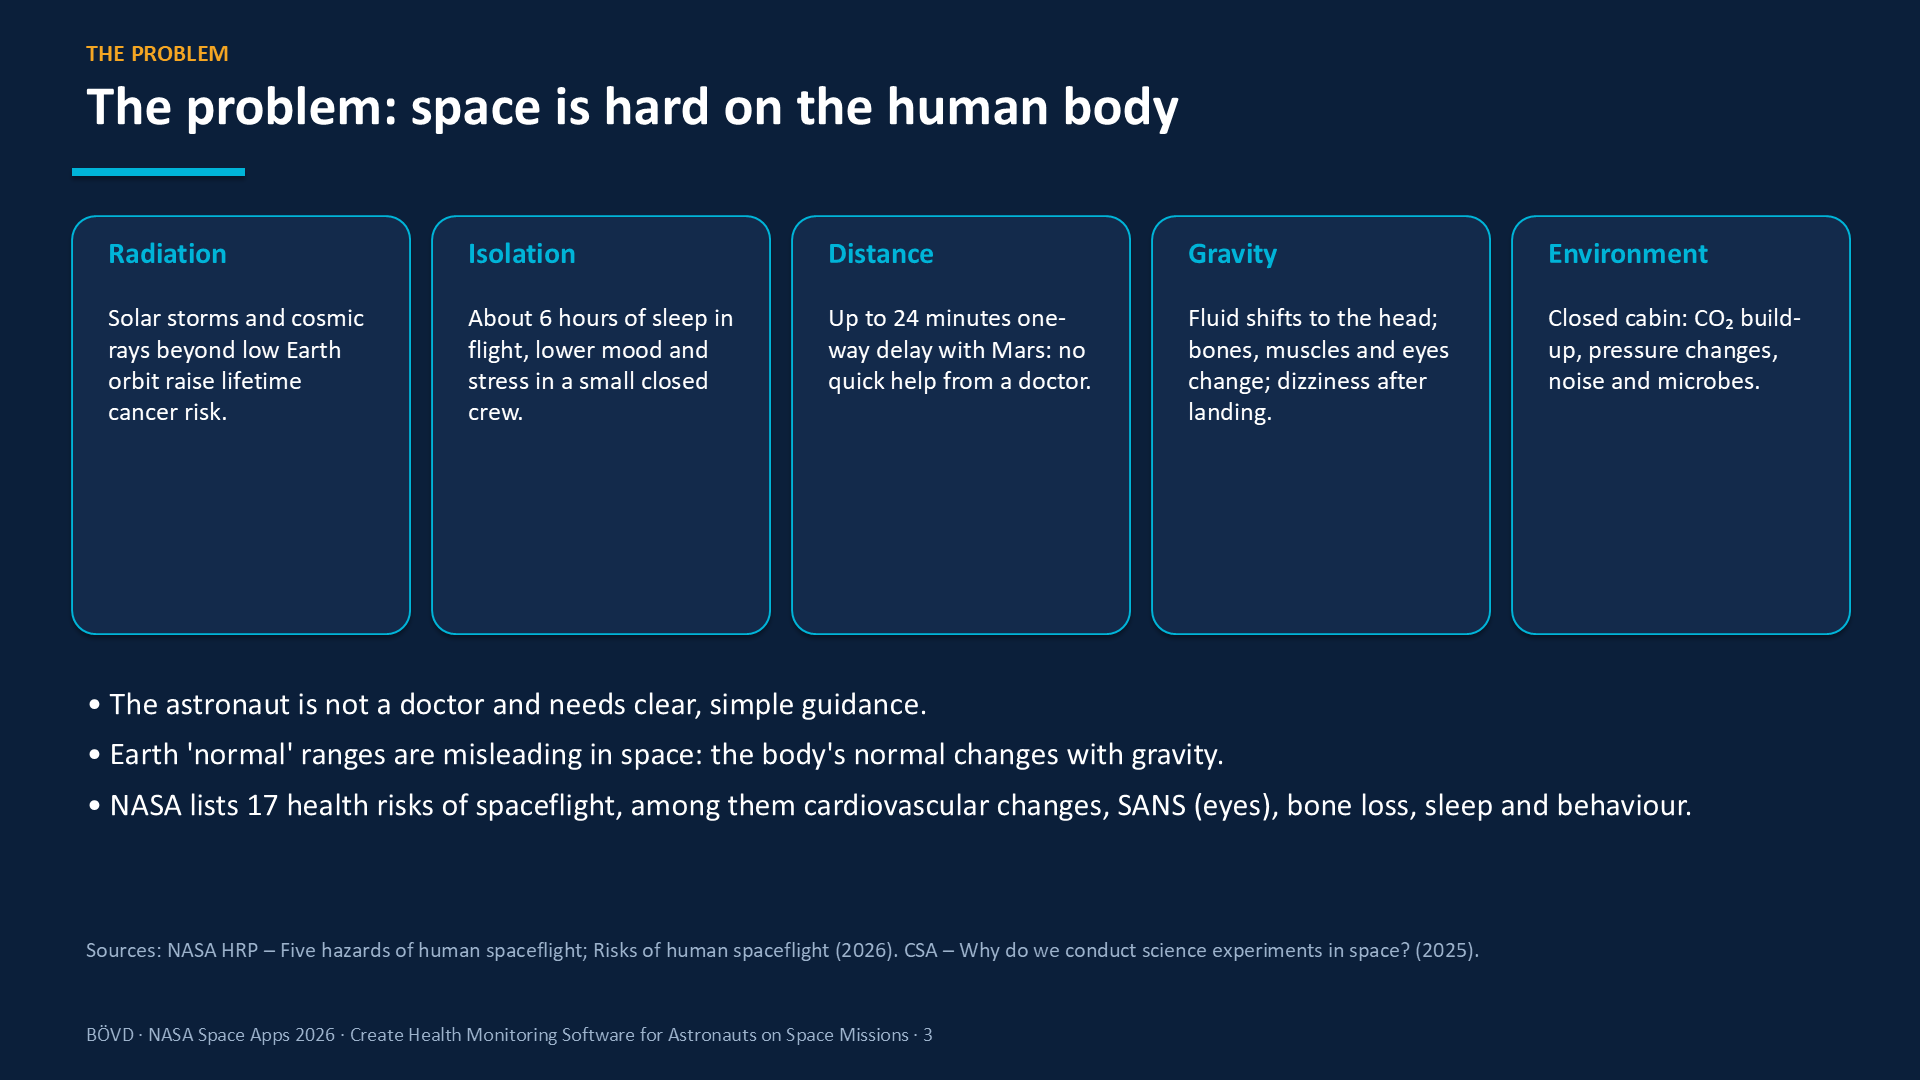 THE PROBLEM
The problem: space is hard on the human body
Radiation
Solar storms and cosmic
rays beyond low Earth
orbit raise lifetime
cancer risk.
Isolation
About 6 hours of sleep in
flight, lower mood and
stress in a small closed
crew.
Distance
Up to 24 minutes one-
way delay with Mars: no
quick help from a doctor.
Gravity
Fluid shifts to the head;
bones, muscles and eyes
change; dizziness after
landing.
Environment
Closed cabin: CO₂ build-
up, pressure changes,
noise and microbes.
• The astronaut is not a doctor and needs clear, simple guidance.
• Earth 'normal' ranges are misleading in space: the body's normal changes with gravity.
• NASA lists 17 health risks of spaceflight, among them cardiovascular changes, SANS (eyes), bone loss, sleep and behaviour.
Sources: NASA HRP – Five hazards of human spaceflight; Risks of human spaceflight (2026). CSA – Why do we conduct science experiments in space? (2025).
BÖVD · NASA Space Apps 2026 · Create Health Monitoring Software for Astronauts on Space Missions · 3